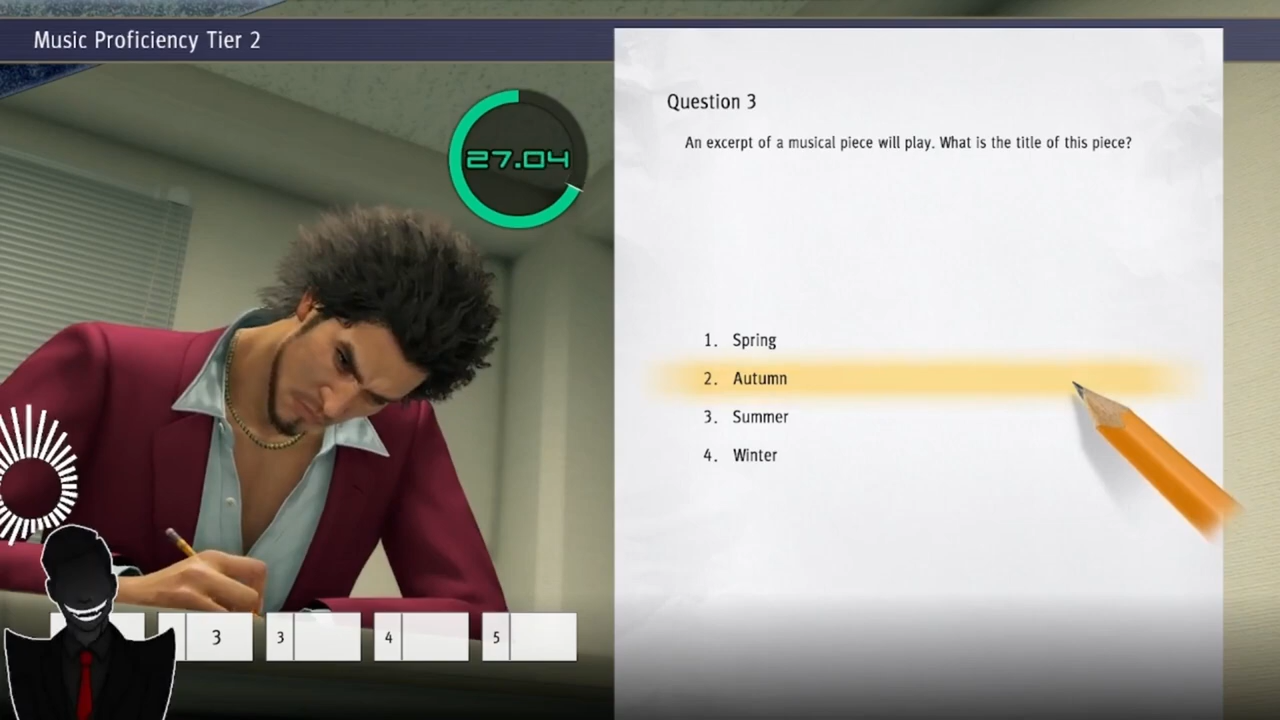 Music Proficiency Tier 2
27.04
Question 3
An excerpt of a musical piece will play. What is the title of this piece?
1. Spring
2. Autumn
3. Summer
4. Winter
3
3
4
5